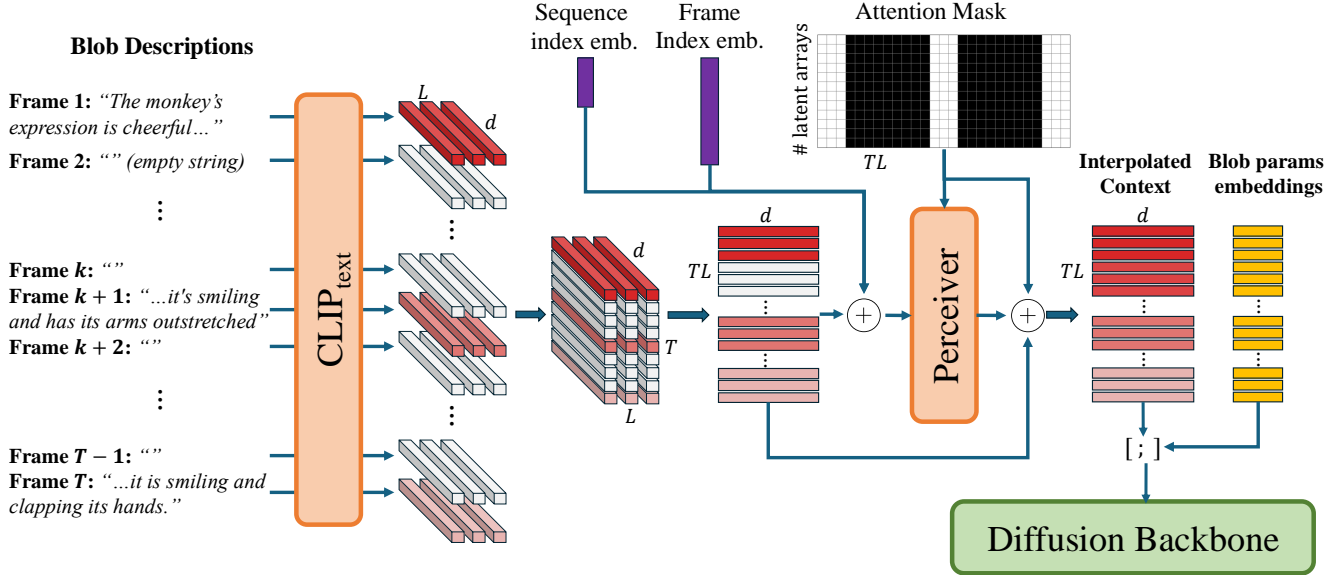 Blob Descriptions
Frame 1: “The monkey’s
expression is cheerful…”
Frame 2: “” (empty string)
⋮
Frame k: “”
Frame k + 1: “…it's smiling
and has its arms outstretched”
Frame k + 2: “”
⋮
Frame T − 1: “”
Frame T: “…it is smiling and
clapping its hands.”
CLIP text
L
d
⋮
⋮
d
T
L
Sequence
index emb.
Frame
Index emb.
Attention Mask
# latent arrays
TL
d
TL
⋮
⋮
+
Perceiver
+
Interpolated
Context
d
TL
⋮
⋮
Blob params
embeddings
⋮
⋮
[ ; ]
Diffusion Backbone